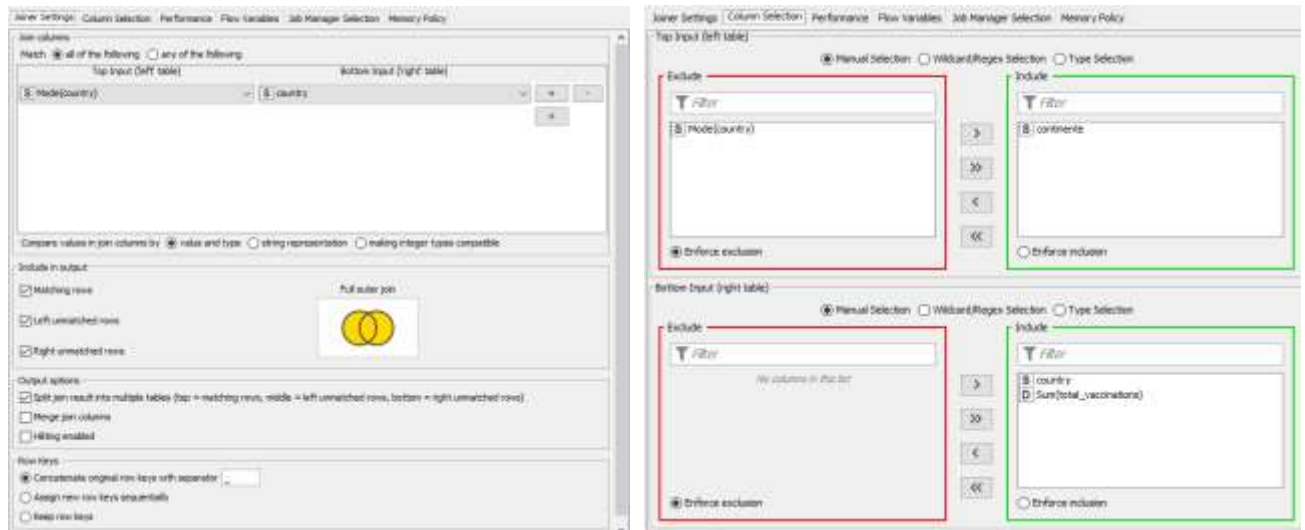 Joiner Settings Column Selection Performance Flow Variables Job Manager Selection Memory Policy
Join columns
Match all of the following any of the following
Top Input ('left' table) Bottom Input ('right' table)
S Mode(country) S country + -
+
Compare values in join columns by value and type string representation making integer types compatible
Include in output
Matching rows Full outer join
Left unmatched rows
Right unmatched rows
Output options
Split join result into multiple tables (top = matching rows, middle = left unmatched rows, bottom = right unmatched rows)
Merge join columns
Hiliting enabled
Row Keys
Concatenate original row keys with separator _
Assign new row keys sequentially
Keep row keys
Joiner Settings Column Selection Performance Flow Variables Job Manager Selection Memory Policy
Top Input (left table)
Manual Selection Wildcard/Regex Selection Type Selection
Exclude Include
Filter Filter
S Mode(country) > S continente
>>
<
<<
Enforce exclusion Enforce inclusion
Bottom Input (right table)
Manual Selection Wildcard/Regex Selection Type Selection
Exclude Include
Filter Filter
No columns in this list > S country
D Sum(total_vaccinations)
>>
<
<<
Enforce exclusion Enforce inclusion